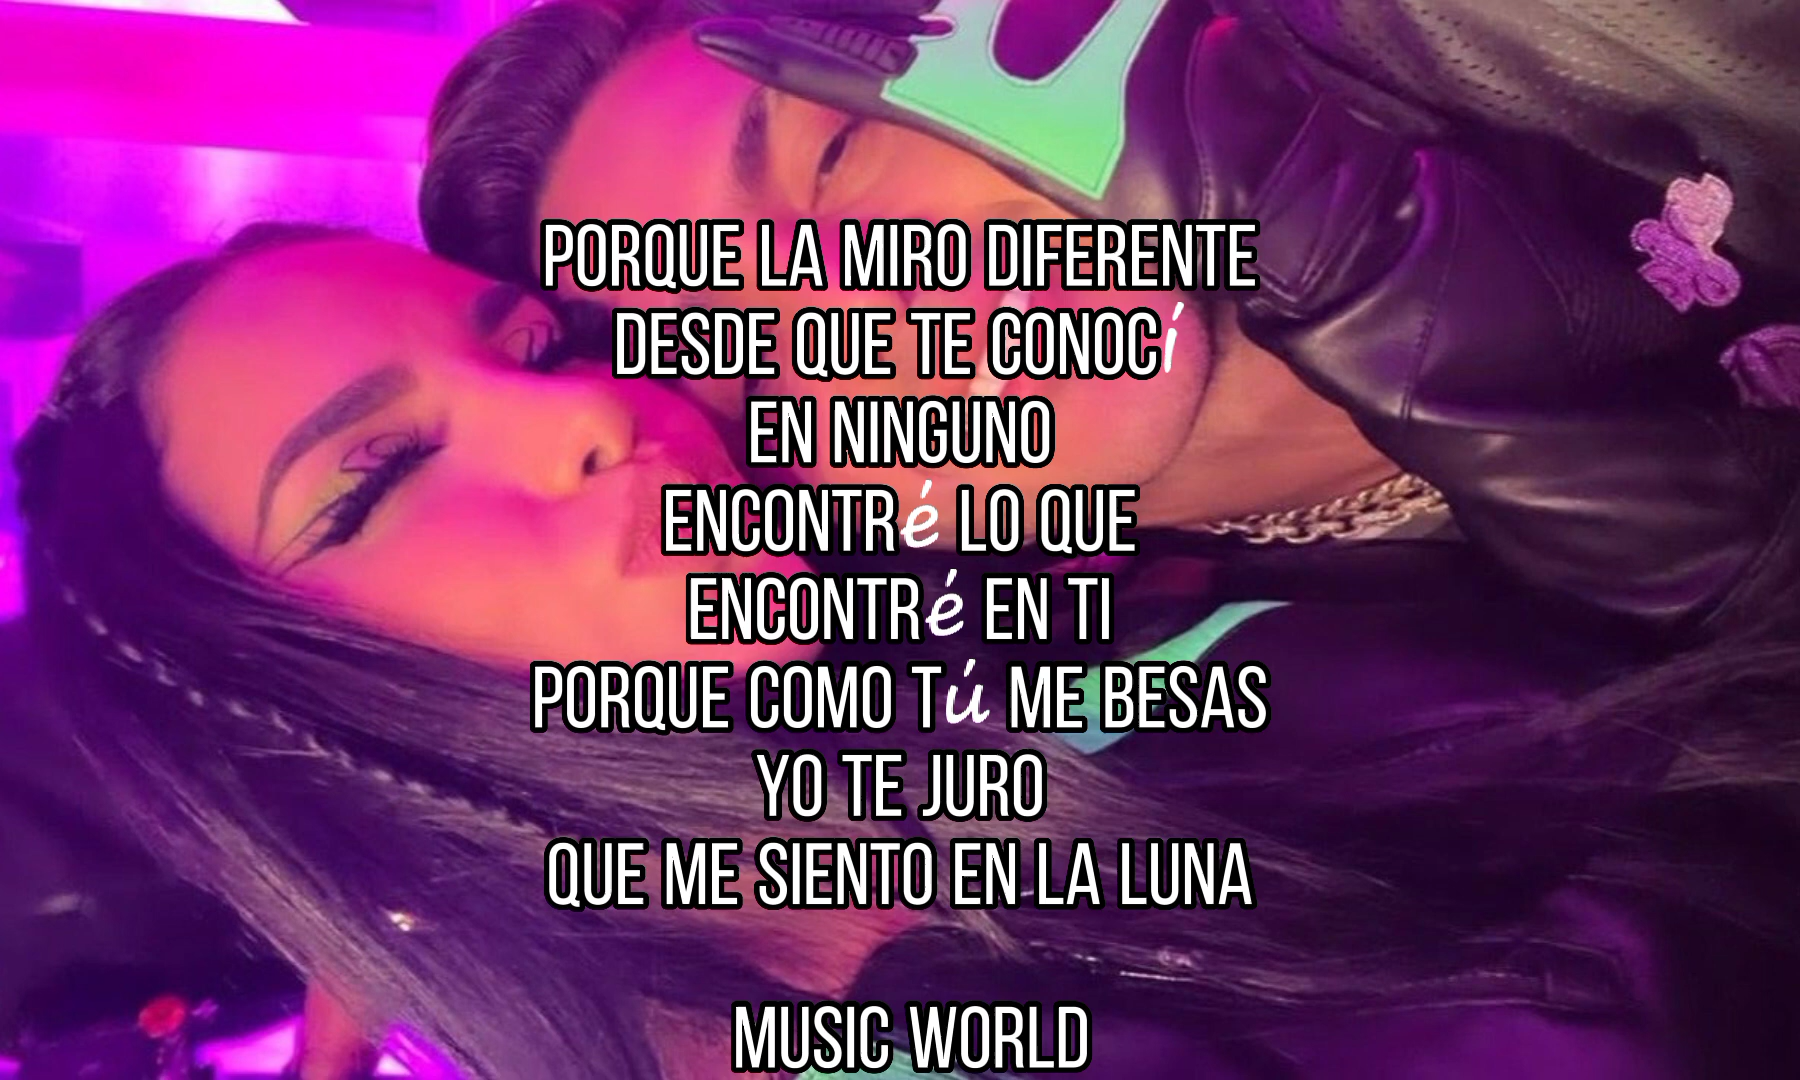 PORQUE LA MIRO DIFERENTE
DESDE QUE TE CONOCí
EN NINGUNO
ENCONTRé LO QUE
ENCONTRé EN TI
PORQUE COMO Tú ME BESAS
YO TE JURO
QUE ME SIENTO EN LA LUNA
MUSIC WORLD